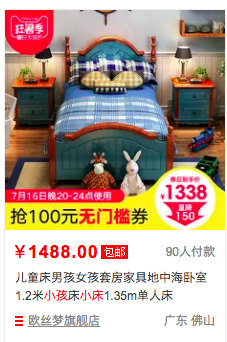 狂暑季
7月16日晚20-24点使用
抢100元无门槛券
券后到手价
¥1338
直降
150
¥1488.00 包邮 90人付款
儿童床男孩女孩套房家具地中海卧室
1.2米小孩床小床1.35m单人床
欧丝梦旗舰店 广东 佛山